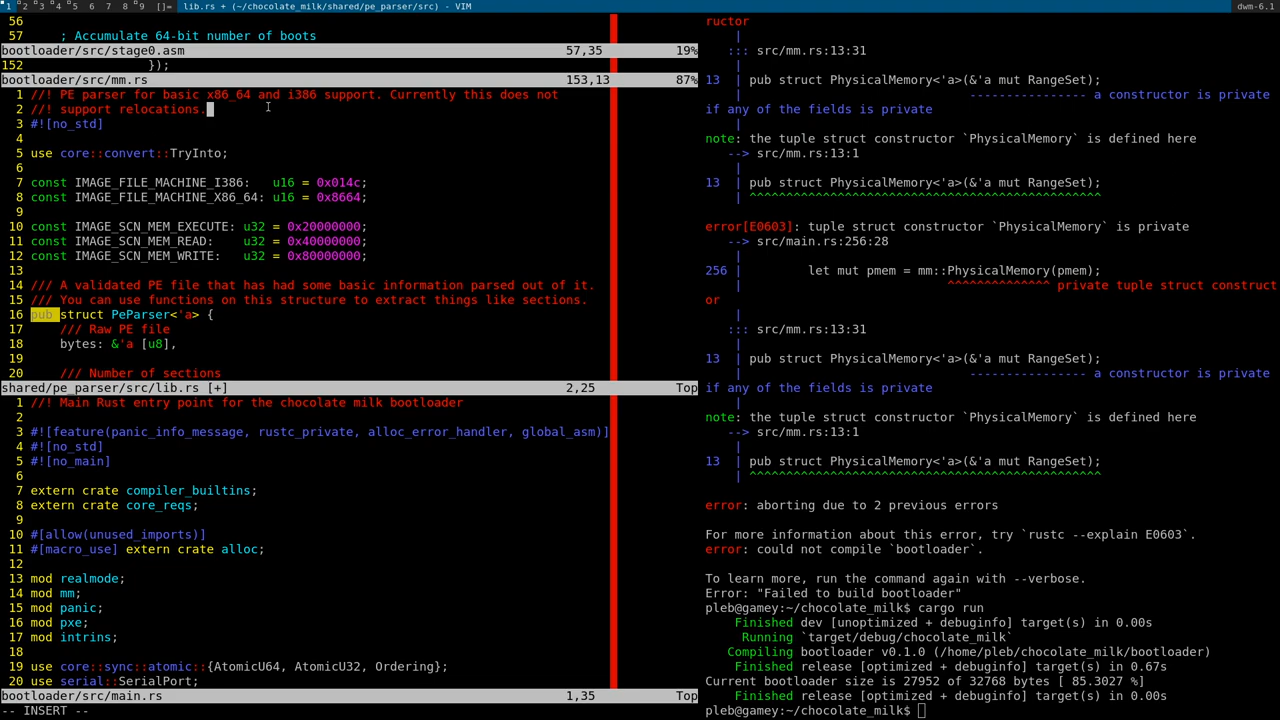 1 2 3 4 5 6 7 8 9 []= lib.rs + (~/chocolate_milk/shared/pe_parser/src) - VIM dwm-6.1
56
57 ; Accumulate 64-bit number of boots
bootloader/src/stage0.asm 57,35 19%
152 });
bootloader/src/mm.rs 153,13 87%
1 //! PE parser for basic x86_64 and i386 support. Currently this does not
2 //! support relocations.
3 #![no_std]
4
5 use core::convert::TryInto;
6
7 const IMAGE_FILE_MACHINE_I386: u16 = 0x014c;
8 const IMAGE_FILE_MACHINE_X86_64: u16 = 0x8664;
9
10 const IMAGE_SCN_MEM_EXECUTE: u32 = 0x20000000;
11 const IMAGE_SCN_MEM_READ: u32 = 0x40000000;
12 const IMAGE_SCN_MEM_WRITE: u32 = 0x80000000;
13
14 /// A validated PE file that has had some basic information parsed out of it.
15 /// You can use functions on this structure to extract things like sections.
16 pub struct PeParser<'a> {
17 /// Raw PE file
18 bytes: &'a [u8],
19
20 /// Number of sections
shared/pe_parser/src/lib.rs [+] 2,25 Top
1 //! Main Rust entry point for the chocolate milk bootloader
2
3 #![feature(panic_info_message, rustc_private, alloc_error_handler, global_asm)]
4 #![no_std]
5 #![no_main]
6
7 extern crate compiler_builtins;
8 extern crate core_reqs;
9
10 #[allow(unused_imports)]
11 #[macro_use] extern crate alloc;
12
13 mod realmode;
14 mod mm;
15 mod panic;
16 mod pxe;
17 mod intrins;
18
19 use core::sync::atomic::{AtomicU64, AtomicU32, Ordering};
20 use serial::SerialPort;
bootloader/src/main.rs 1,35 Top
-- INSERT --
ructor
|
::: src/mm.rs:13:31
|
13 | pub struct PhysicalMemory<'a>(&'a mut RangeSet);
| ---------------- a constructor is private
if any of the fields is private
|
note: the tuple struct constructor `PhysicalMemory` is defined here
--> src/mm.rs:13:1
|
13 | pub struct PhysicalMemory<'a>(&'a mut RangeSet);
| ^^^^^^^^^^^^^^^^^^^^^^^^^^^^^^^^^^^^^^^^^^^^^^^^
error[E0603]: tuple struct constructor `PhysicalMemory` is private
--> src/main.rs:256:28
|
256 | let mut pmem = mm::PhysicalMemory(pmem);
| ^^^^^^^^^^^^^^ private tuple struct construct
or
|
::: src/mm.rs:13:31
|
13 | pub struct PhysicalMemory<'a>(&'a mut RangeSet);
| ---------------- a constructor is private
if any of the fields is private
|
note: the tuple struct constructor `PhysicalMemory` is defined here
--> src/mm.rs:13:1
|
13 | pub struct PhysicalMemory<'a>(&'a mut RangeSet);
| ^^^^^^^^^^^^^^^^^^^^^^^^^^^^^^^^^^^^^^^^^^^^^^^^
error: aborting due to 2 previous errors
For more information about this error, try `rustc --explain E0603`.
error: could not compile `bootloader`.
To learn more, run the command again with --verbose.
Error: "Failed to build bootloader"
pleb@gamey:~/chocolate_milk$ cargo run
Finished dev [unoptimized + debuginfo] target(s) in 0.00s
Running `target/debug/chocolate_milk`
Compiling bootloader v0.1.0 (/home/pleb/chocolate_milk/bootloader)
Finished release [optimized + debuginfo] target(s) in 0.67s
Current bootloader size is 27952 of 32768 bytes [ 85.3027 %]
Finished release [optimized + debuginfo] target(s) in 0.00s
pleb@gamey:~/chocolate_milk$